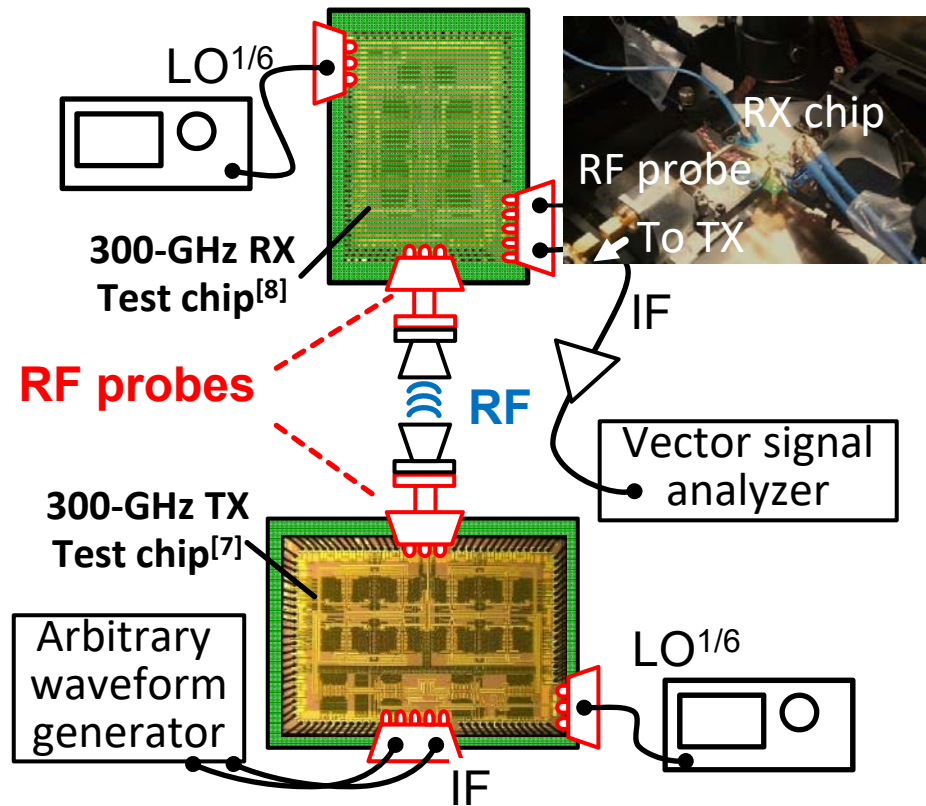 LO1/6
RX chip
RF probe
To TX
300-GHz RX
Test chip[8]
IF
RF probes
RF
Vector signal
analyzer
300-GHz TX
Test chip[7]
Arbitrary
waveform
generator
LO1/6
IF